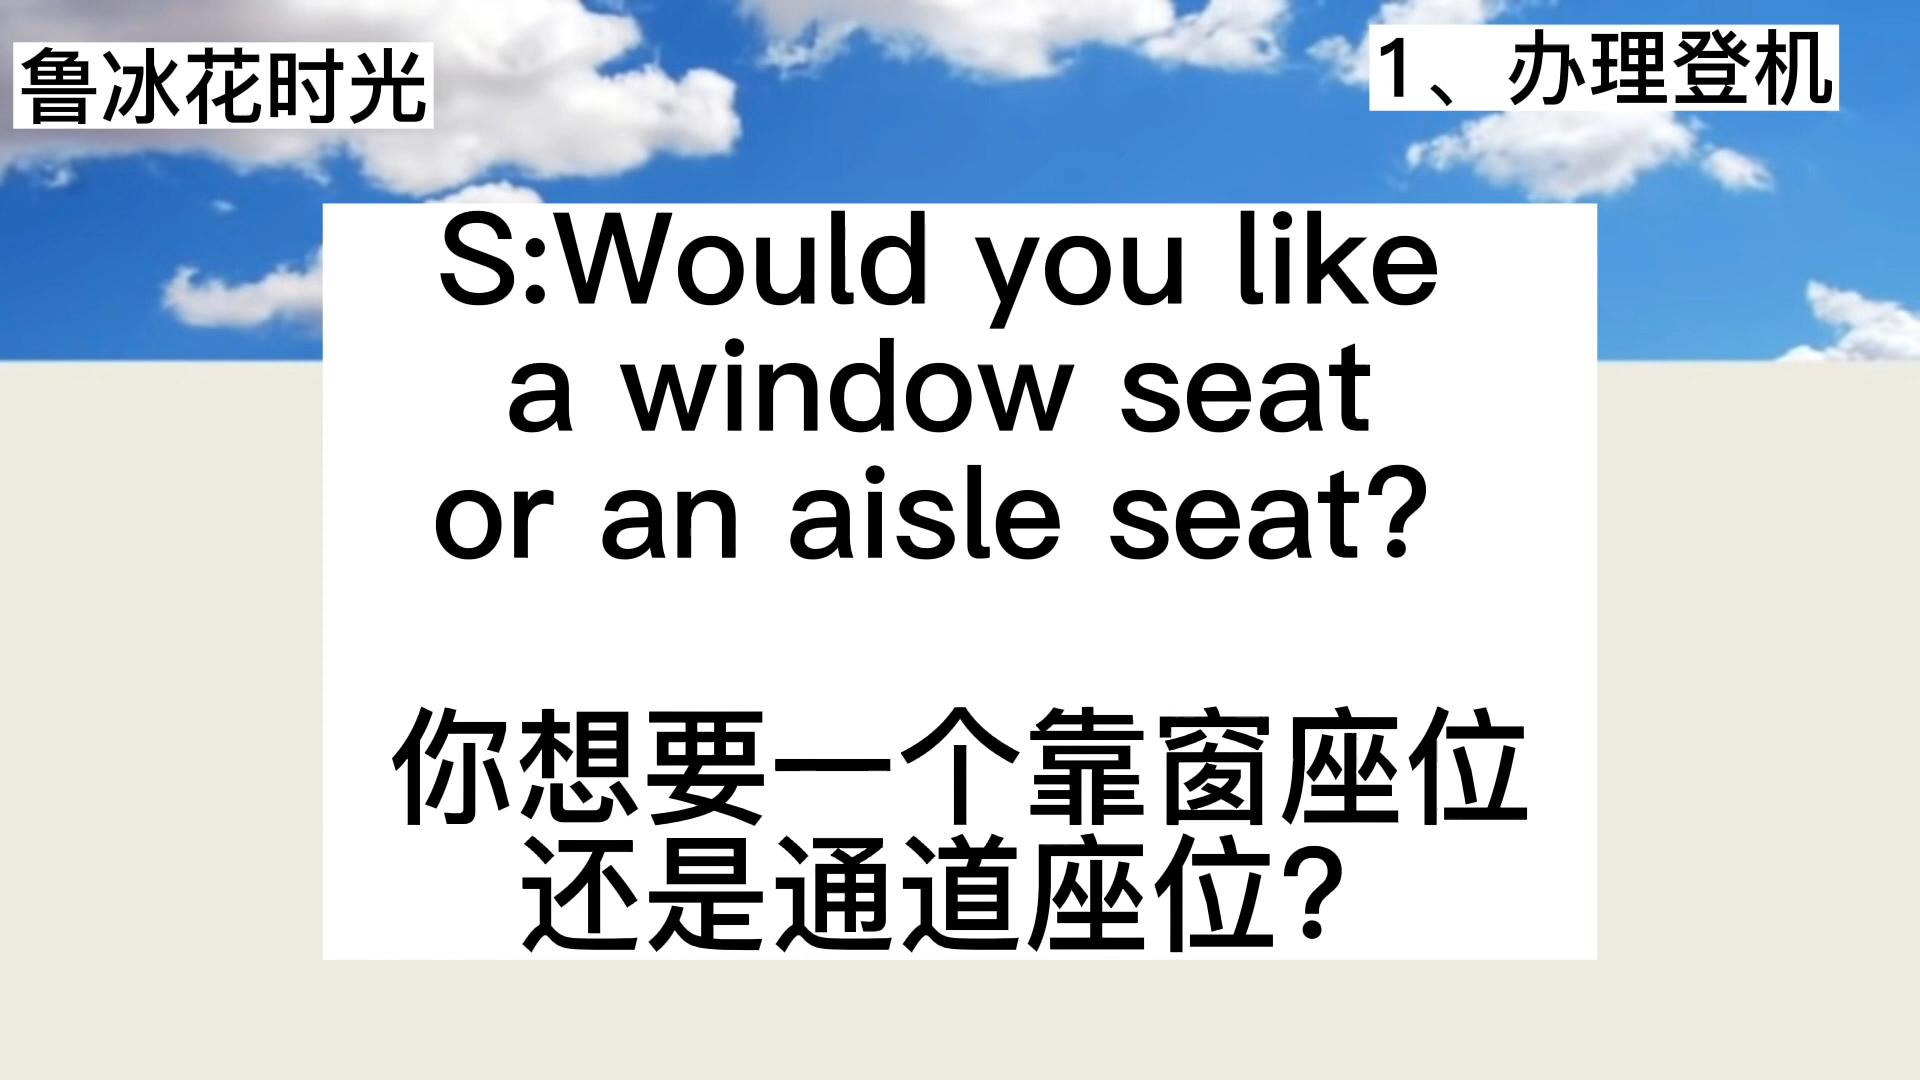 鲁冰花时光
1、办理登机
S:Would you like
a window seat
or an aisle seat?
你想要一个靠窗座位
还是通道座位?